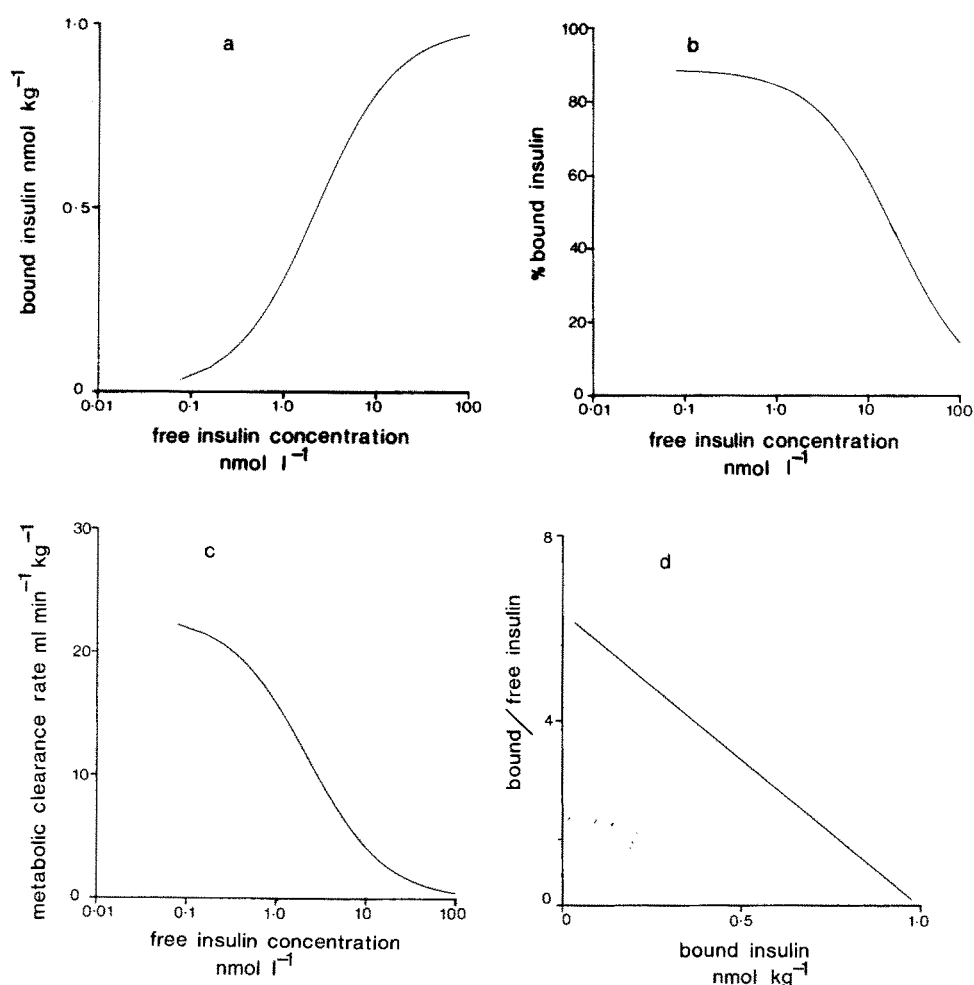 a
bound insulin nmol kg⁻¹
1·0
0·5
0
0·01 0·1 1·0 10 100
free insulin concentration
nmol l⁻¹
b
% bound insulin
100
80
60
40
20
0
0·01 0·1 1·0 10 100
free insulin concentration
nmol l⁻¹
c
metabolic clearance rate ml min⁻¹ kg⁻¹
30
20
10
0
0·01 0·1 1·0 10 100
free insulin concentration
nmol l⁻¹
d
bound/free insulin
8
4
0
0 0·5 1·0
bound insulin
nmol kg⁻¹